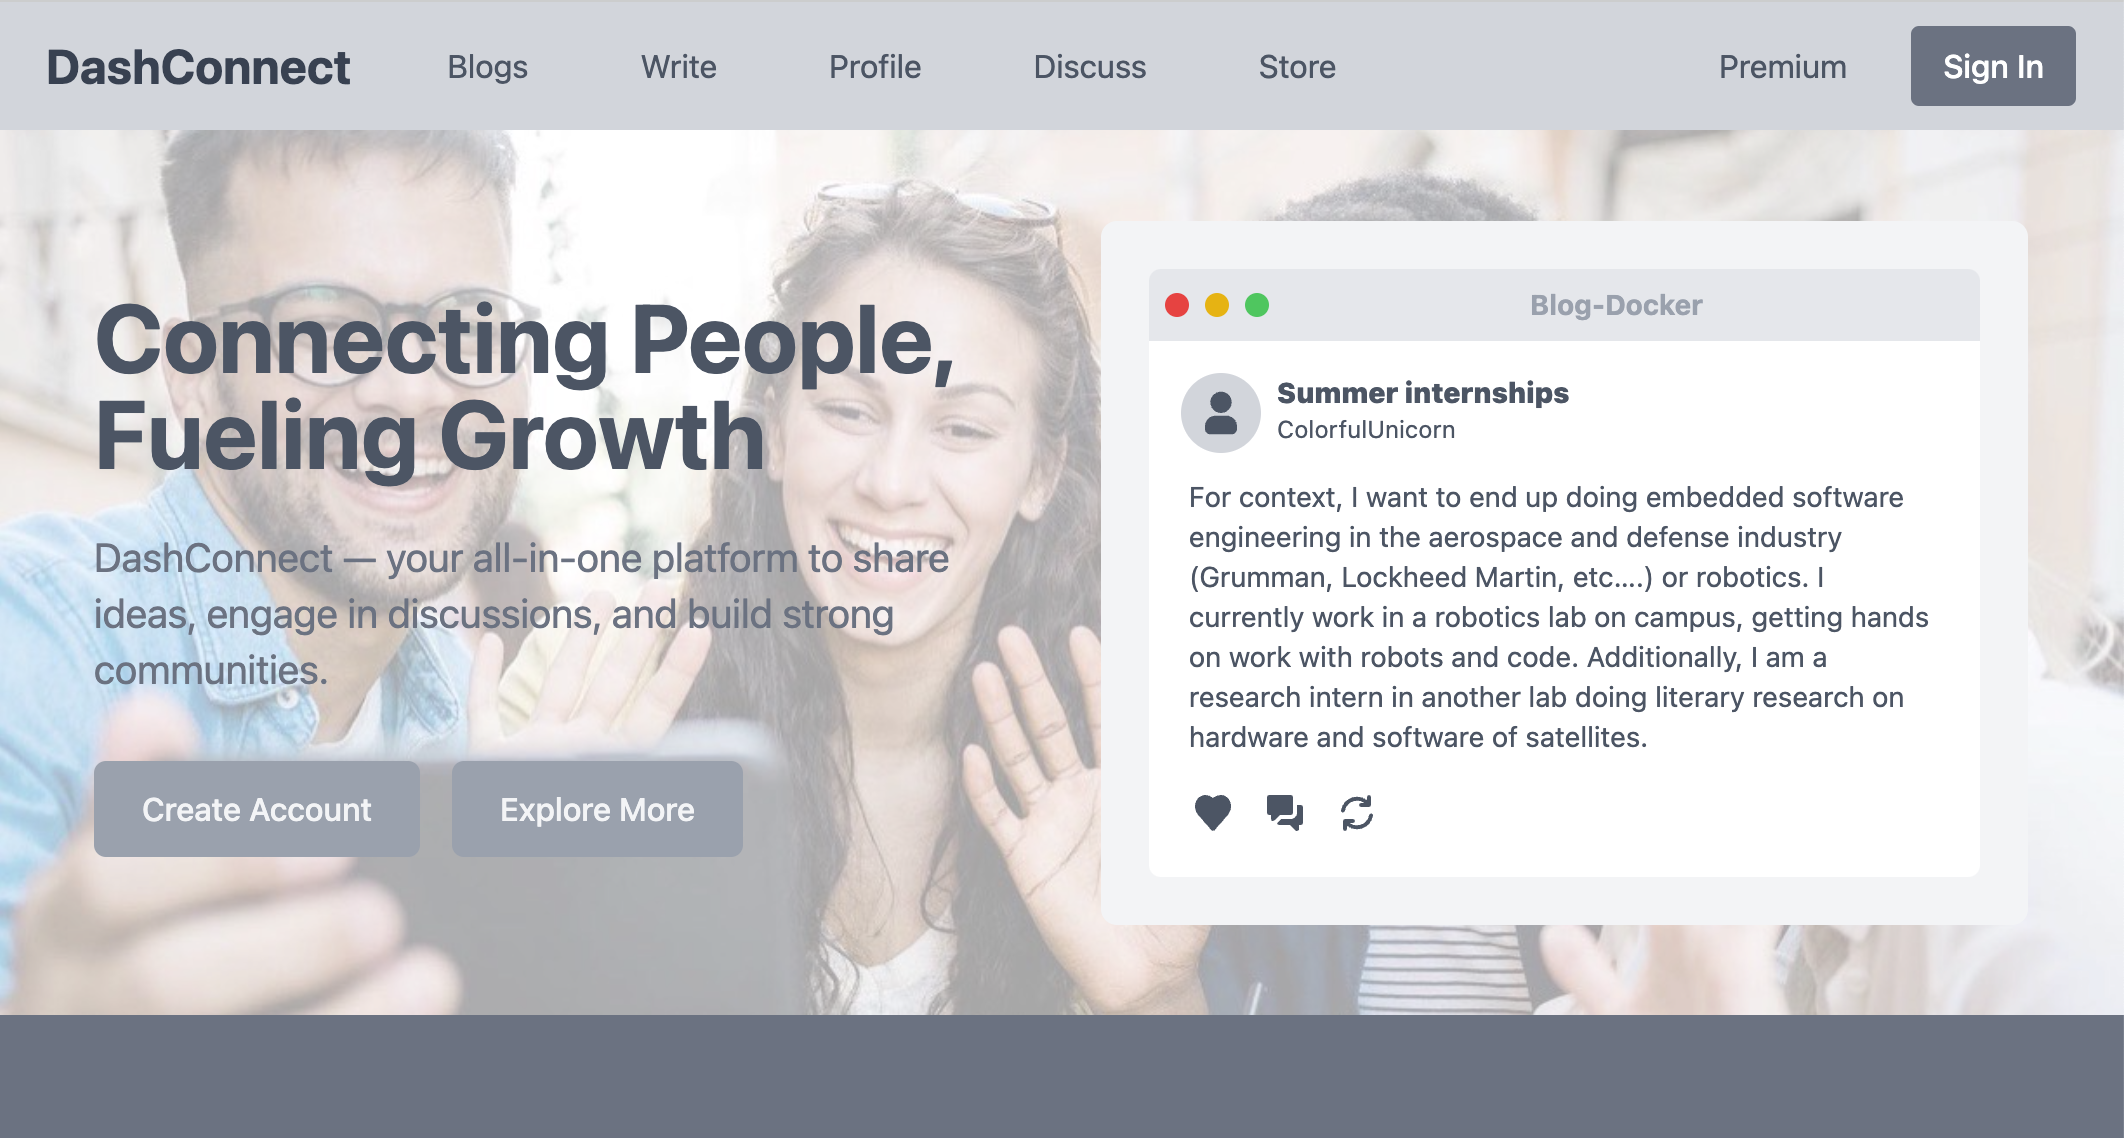 DashConnect
Blogs
Write
Profile
Discuss
Store
Premium
Sign In
Connecting People,
Fueling Growth
DashConnect — your all-in-one platform to share
ideas, engage in discussions, and build strong
communities.
Create Account
Explore More
Blog-Docker
Summer internships
ColorfulUnicorn
For context, I want to end up doing embedded software
engineering in the aerospace and defense industry
(Grumman, Lockheed Martin, etc....) or robotics. I
currently work in a robotics lab on campus, getting hands
on work with robots and code. Additionally, I am a
research intern in another lab doing literary research on
hardware and software of satellites.